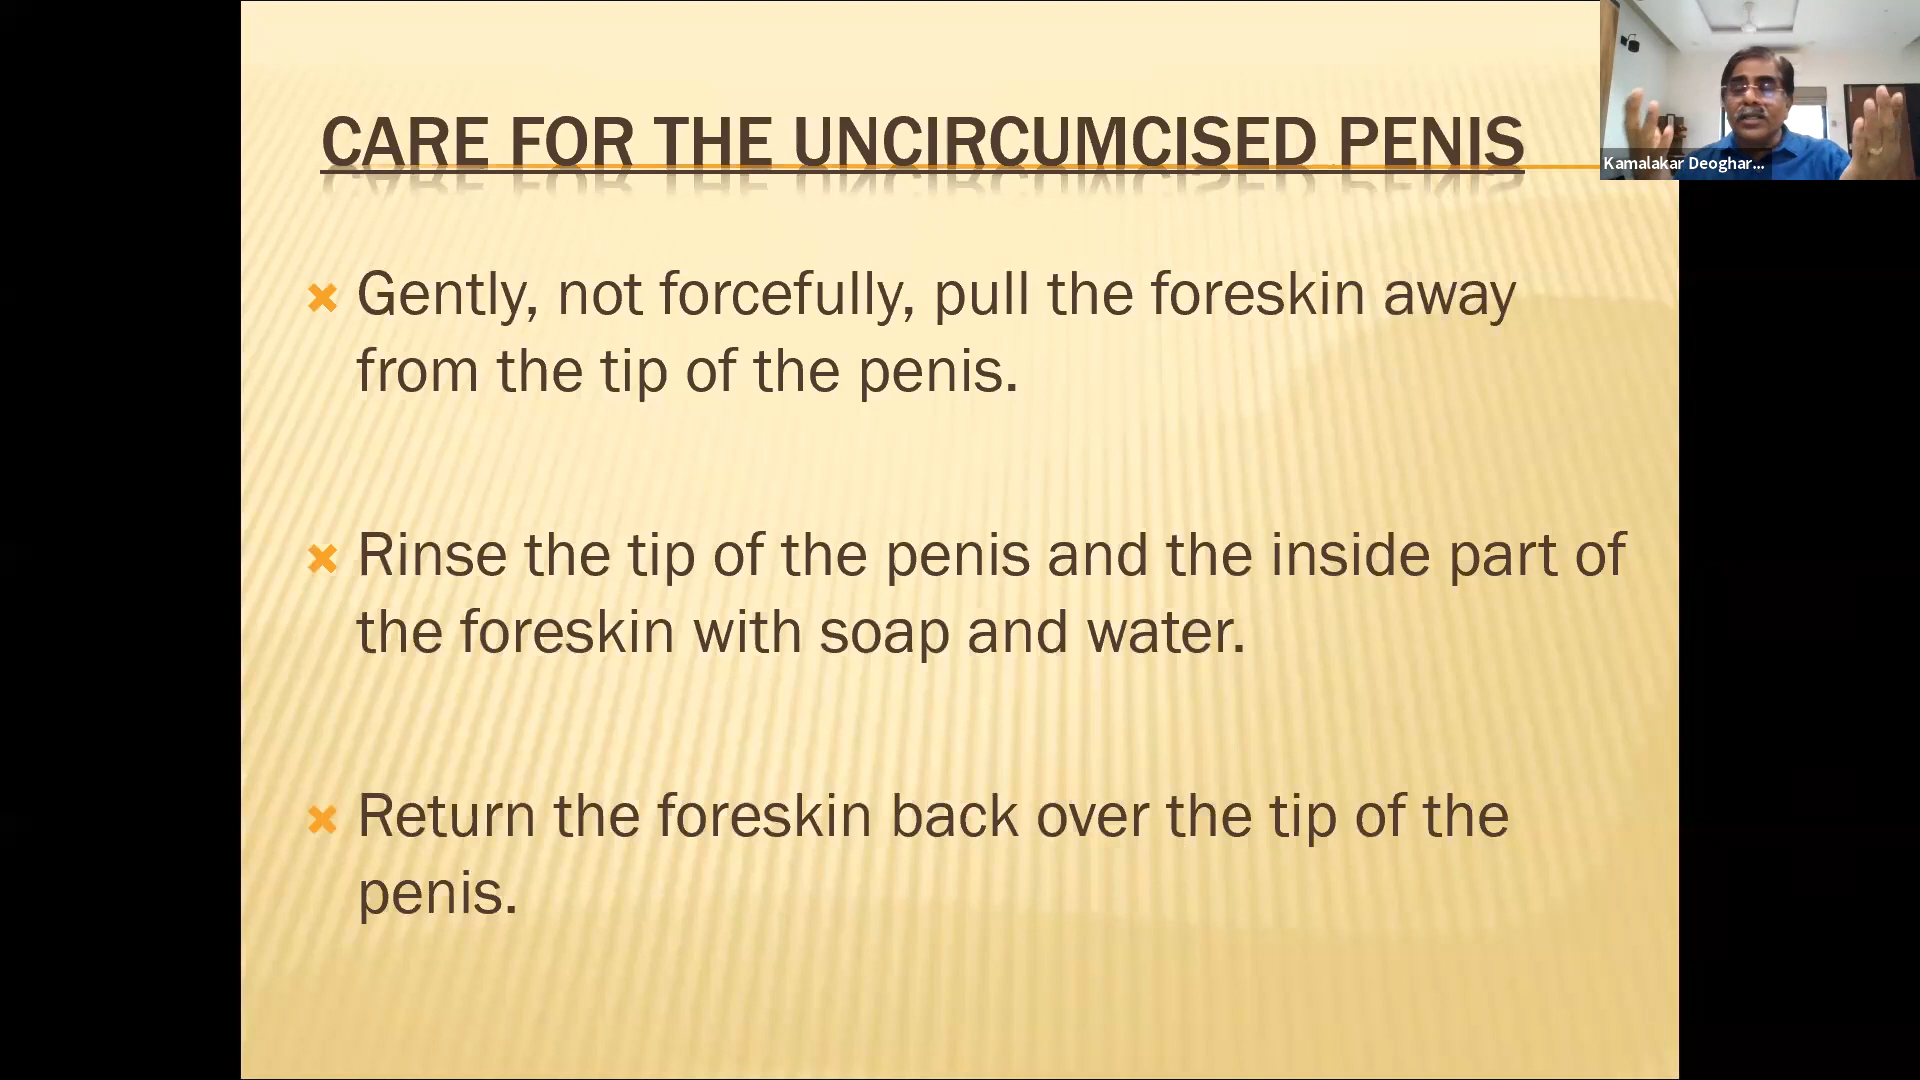 CARE FOR THE UNCIRCUMCISED PENIS
Kamalakar Deoghar...
Gently, not forcefully, pull the foreskin away
from the tip of the penis.
Rinse the tip of the penis and the inside part of
the foreskin with soap and water.
Return the foreskin back over the tip of the
penis.